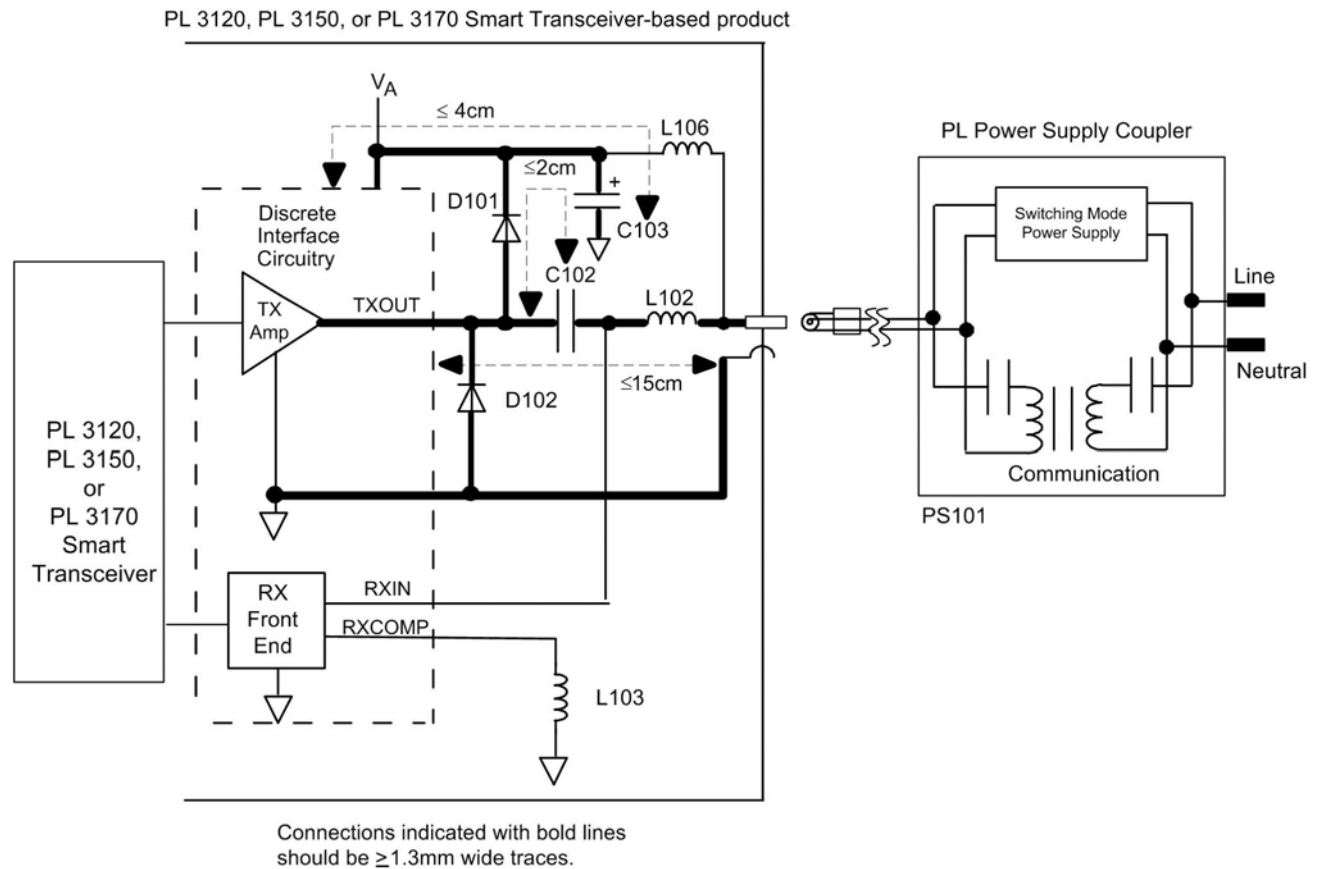 PL 3120, PL 3150, or PL 3170 Smart Transceiver-based product
VA
≤ 4cm
L106
PL Power Supply Coupler
≤2cm
+
D101
C103
Discrete
Interface
Circuitry
Switching Mode
Power Supply
C102
L102
Line
TXOUT
TX
Amp
≤15cm
Neutral
D102
PL 3120,
PL 3150,
or
PL 3170
Smart
Transceiver
Communication
PS101
RX
Front
End
RXIN
RXCOMP
L103
Connections indicated with bold lines
should be ≥1.3mm wide traces.